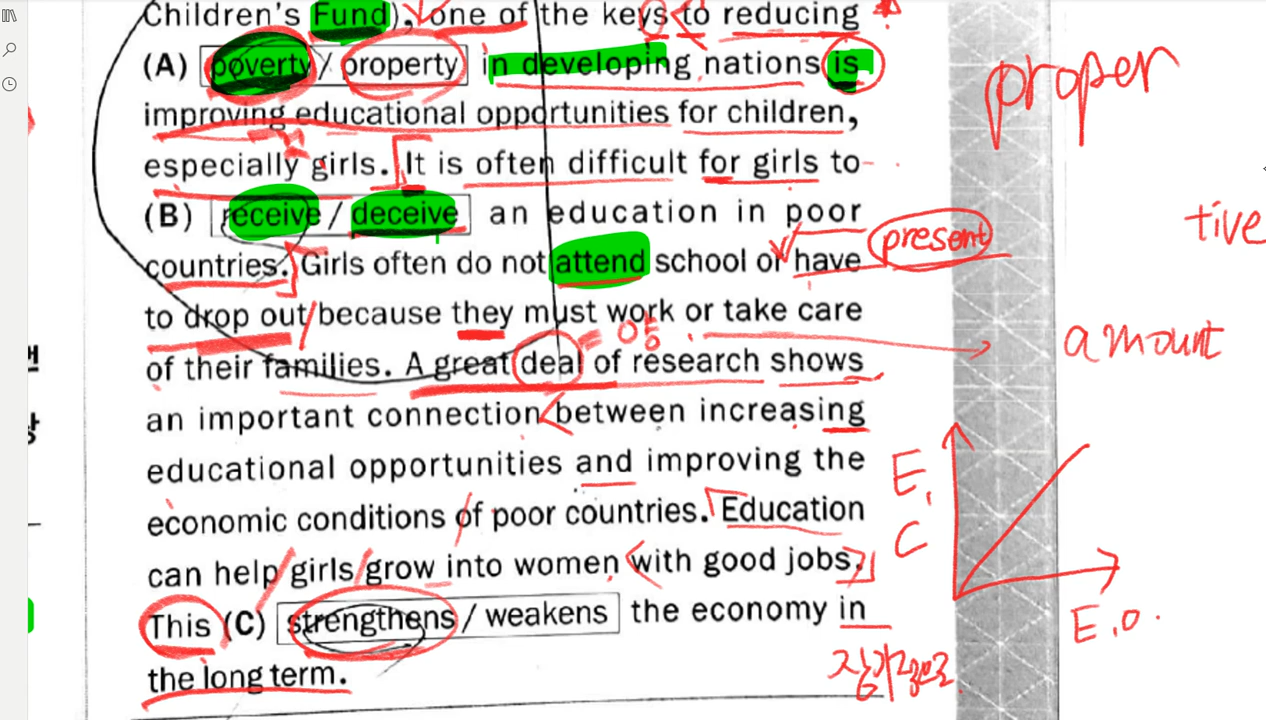 Children's Fund), one of the keys to reducing
(A) poverty / property in developing nations is
improving educational opportunities for children,
especially girls. It is often difficult for girls to
(B) receive / deceive an education in poor
countries. Girls often do not attend school or have
to drop out because they must work or take care
of their families. A great deal of research shows
an important connection between increasing
educational opportunities and improving the
economic conditions of poor countries. Education
can help girls grow into women with good jobs.
This (C) strengthens / weakens the economy in
the long term.
proper
tive
present
= 양
amount
E.
C
E.O.